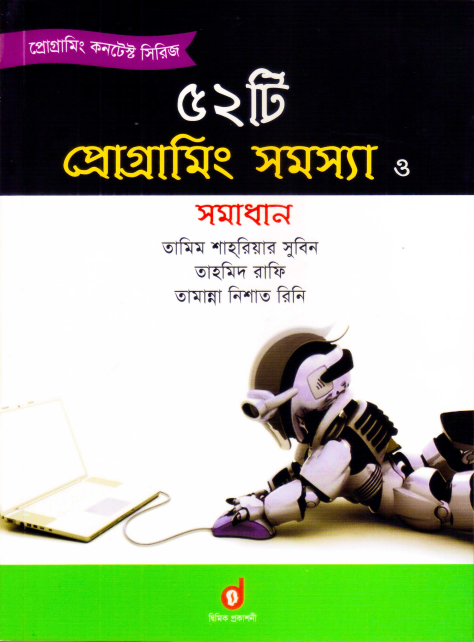 প্রোগ্রামিং কনটেস্ট সিরিজ
৫২টি
প্রোগ্রামিং সমস্যা ও
সমাধান
তামিম শাহ্‌রিয়ার সুবিন
তাহমিদ রাফি
তামান্না নিশাত রিনি
দ্বিমিক প্রকাশনী